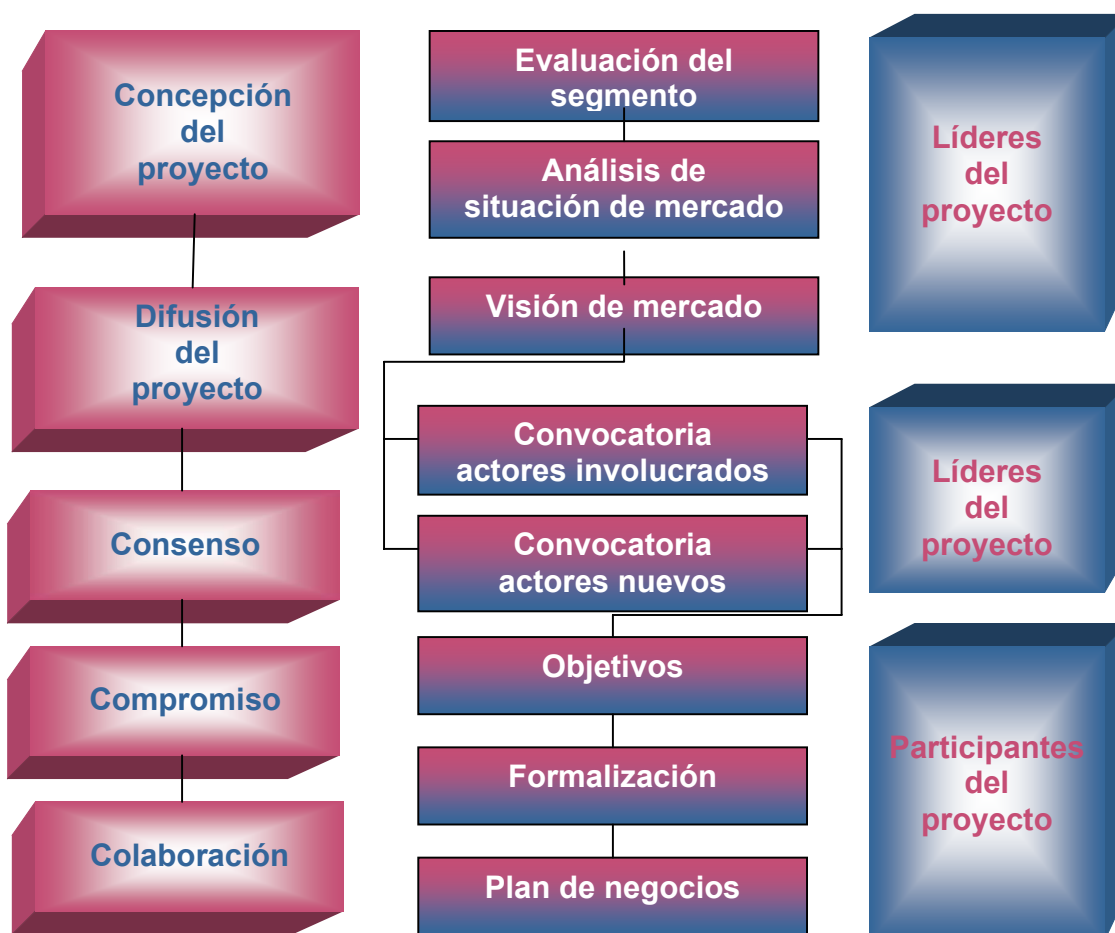 Concepción
del
proyecto
Difusión
del
proyecto
Consenso
Compromiso
Colaboración
Evaluación del
segmento
Análisis de
situación de mercado
Visión de mercado
Convocatoria
actores involucrados
Convocatoria
actores nuevos
Objetivos
Formalización
Plan de negocios
Líderes
del
proyecto
Líderes
del
proyecto
Participantes
del
proyecto